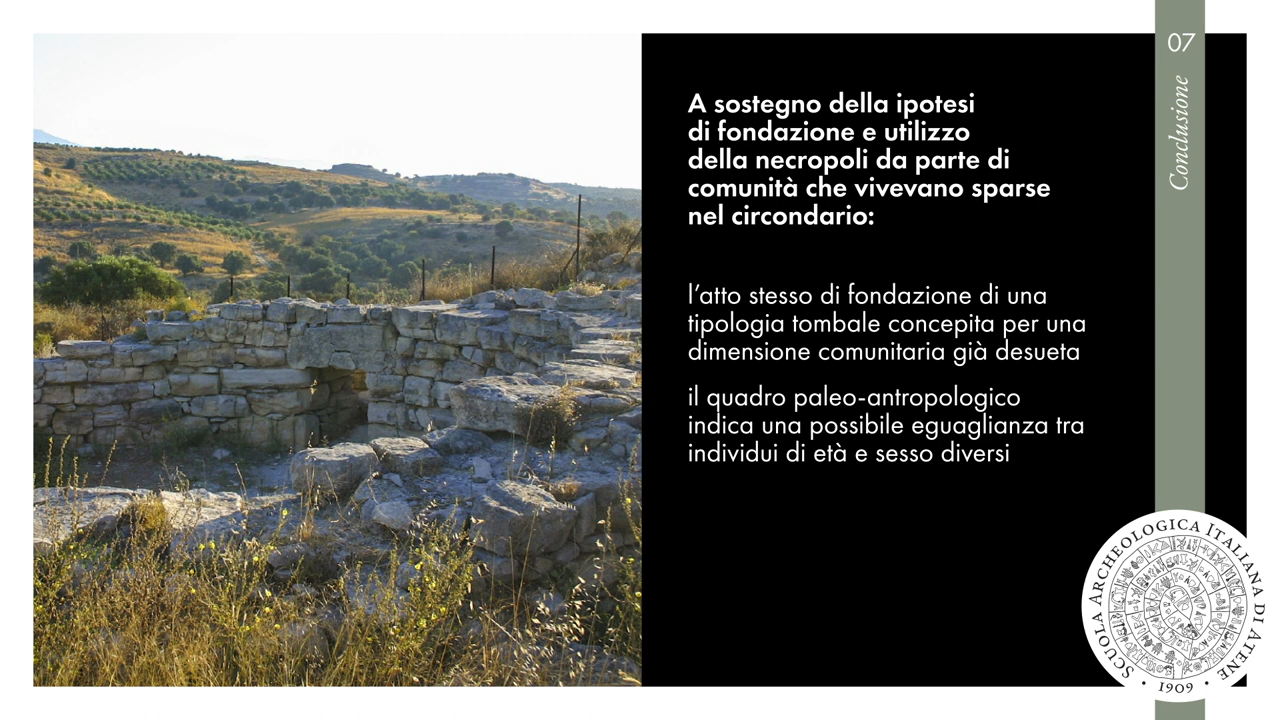 07
Conclusione
A sostegno della ipotesi
di fondazione e utilizzo
della necropoli da parte di
comunità che vivevano sparse
nel circondario:
l'atto stesso di fondazione di una
tipologia tombale concepita per una
dimensione comunitaria già desueta
il quadro paleo-antropologico
indica una possibile eguaglianza tra
individui di età e sesso diversi
SCUOLA ARCHEOLOGICA ITALIANA DI ATENE
• 1909 •